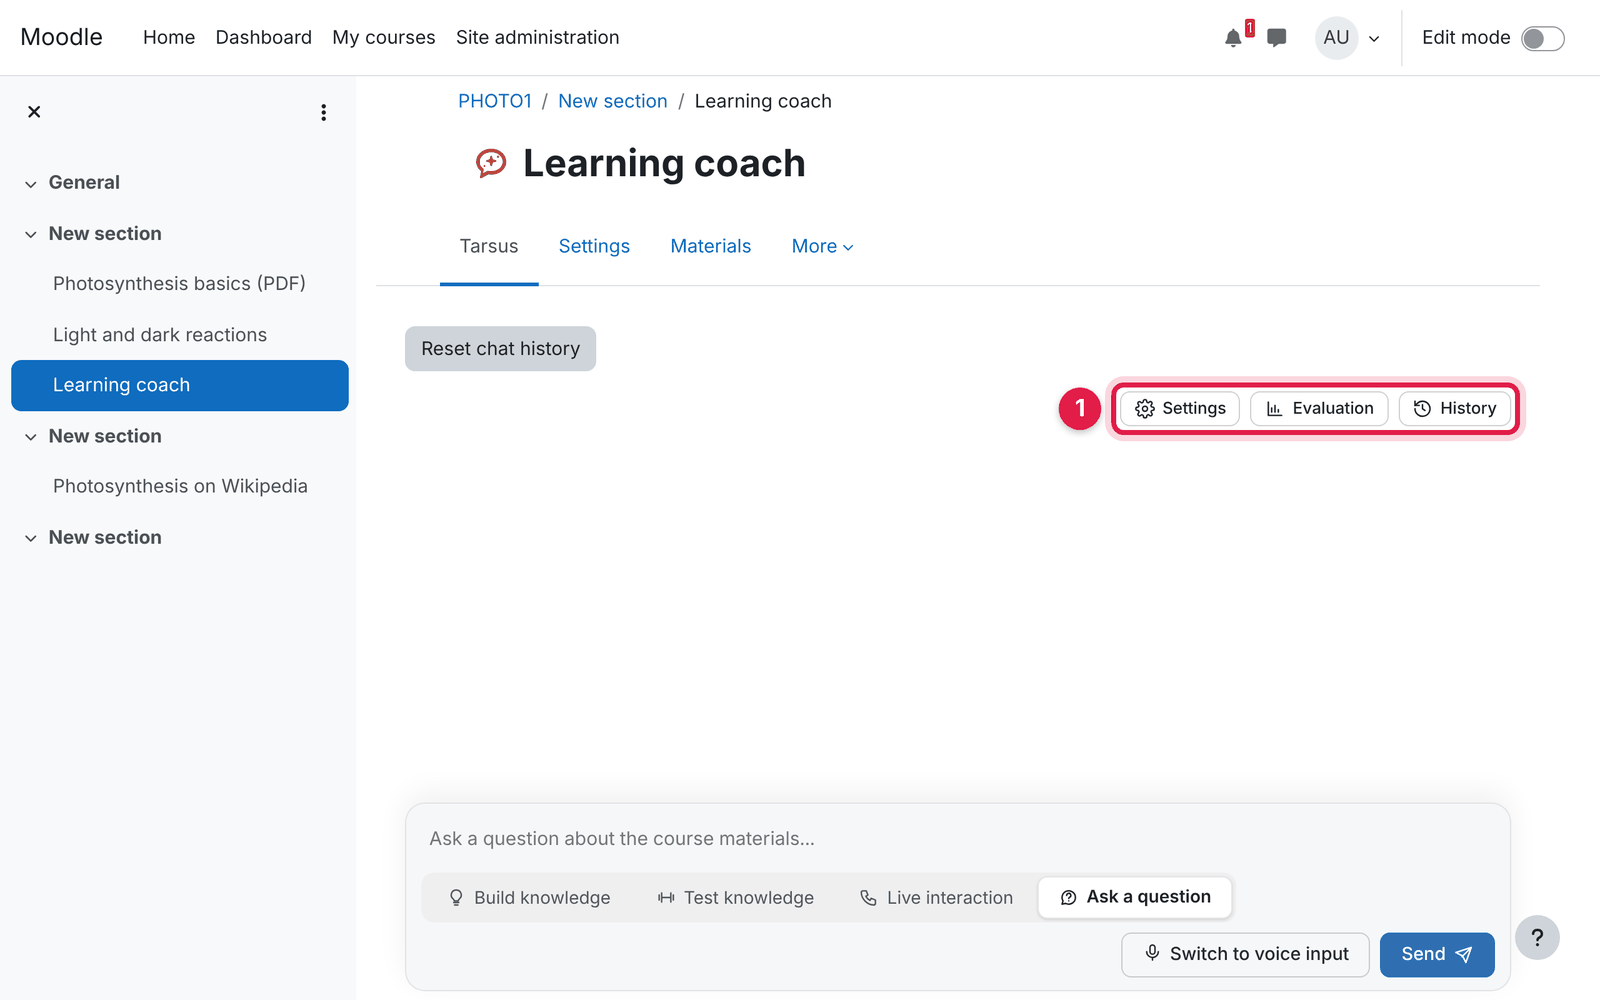 Moodle
Home
Dashboard
My courses
Site administration
1
AU
Edit mode
General
New section
Photosynthesis basics (PDF)
Light and dark reactions
Learning coach
New section
Photosynthesis on Wikipedia
New section
PHOTO1 / New section / Learning coach
Learning coach
Tarsus
Settings
Materials
More
Reset chat history
1
Settings
Evaluation
History
Ask a question about the course materials...
Build knowledge
Test knowledge
Live interaction
Ask a question
Switch to voice input
Send
?